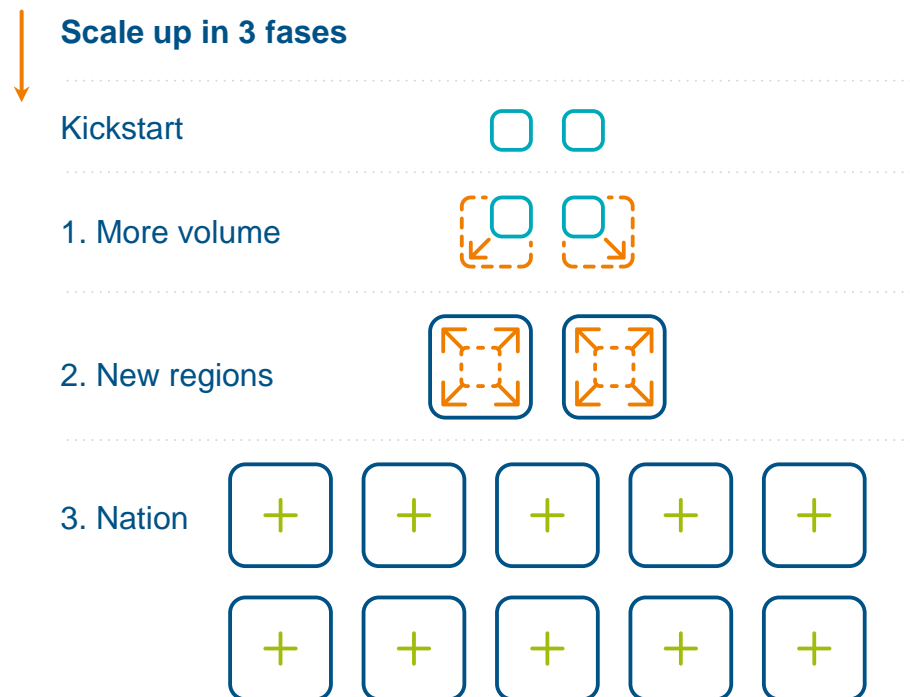 Scale up in 3 fases
Kickstart
1. More volume
2. New regions
3. Nation